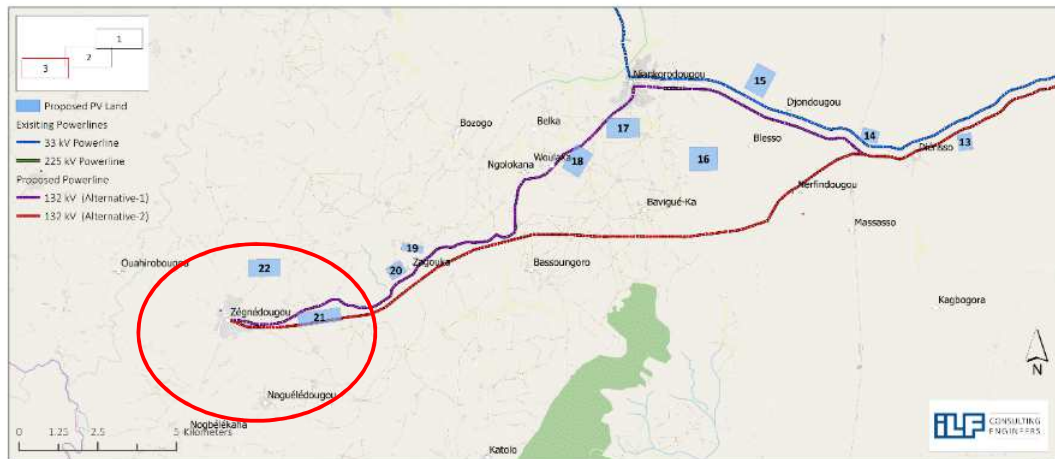 1
2
3
Proposed PV Land
Exisiting Powerlines
33 kV Powerline
225 kV Powerline
Proposed Powerline
132 kV (Alternative-1)
132 kV (Alternative-2)
Niankorodougou
15
Djondougou
Bozogo
Belka
17
Blesso
14
13
Diérisso
Ngolokana
Woulaka
18
16
Nerfindougou
Bavigué-Ka
Massasso
19
20
Zagouka
Bassoungoro
Ouahirobougou
22
Kagbogora
Zégnédougou
21
N
Naguélédougou
Nogbélékaha
0 1.25 2.5 5 Kilometers
Katolo
iLF CONSULTING
ENGINEERS